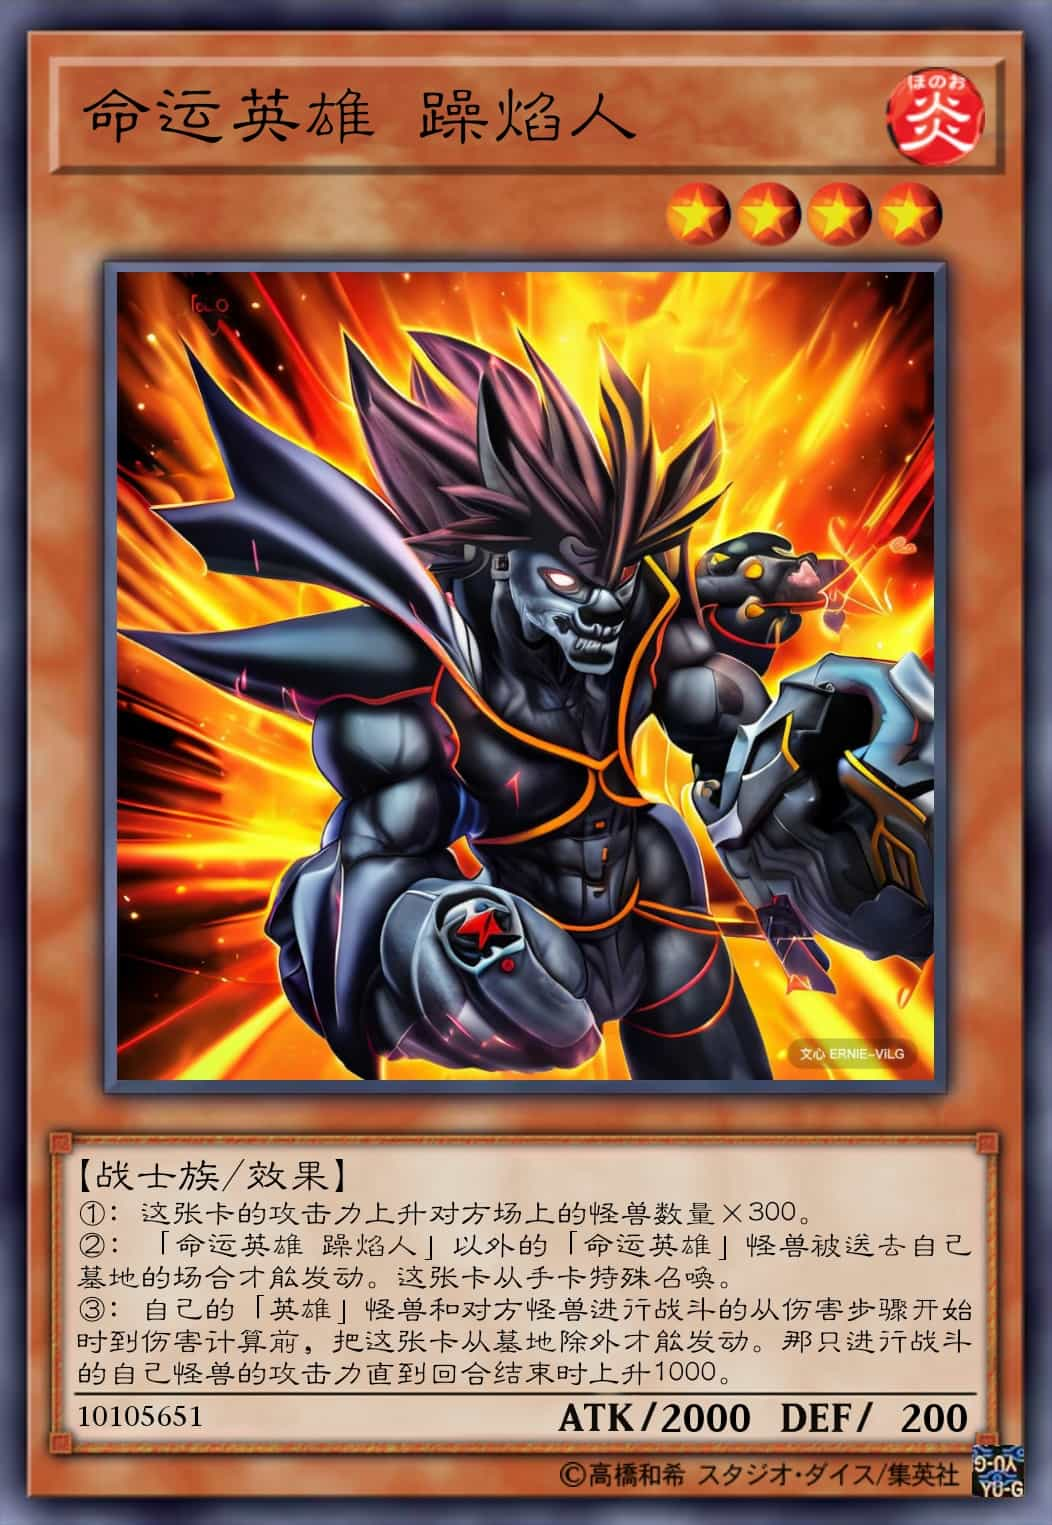 命运英雄 躁焰人
ほのお
炎
文心 ERNIE-ViLG
【战士族/效果】
①：这张卡的攻击力上升对方场上的怪兽数量×300。
②：「命运英雄 躁焰人」以外的「命运英雄」怪兽被送去自己
墓地的场合才能发动。这张卡从手卡特殊召唤。
③：自己的「英雄」怪兽和对方怪兽进行战斗的从伤害步骤开始
时到伤害计算前，把这张卡从墓地除外才能发动。那只进行战斗
的自己怪兽的攻击力直到回合结束时上升1000。
10105651 ATK/2000 DEF/ 200
©高橋和希 スタジオ·ダイス/集英社
YU-G